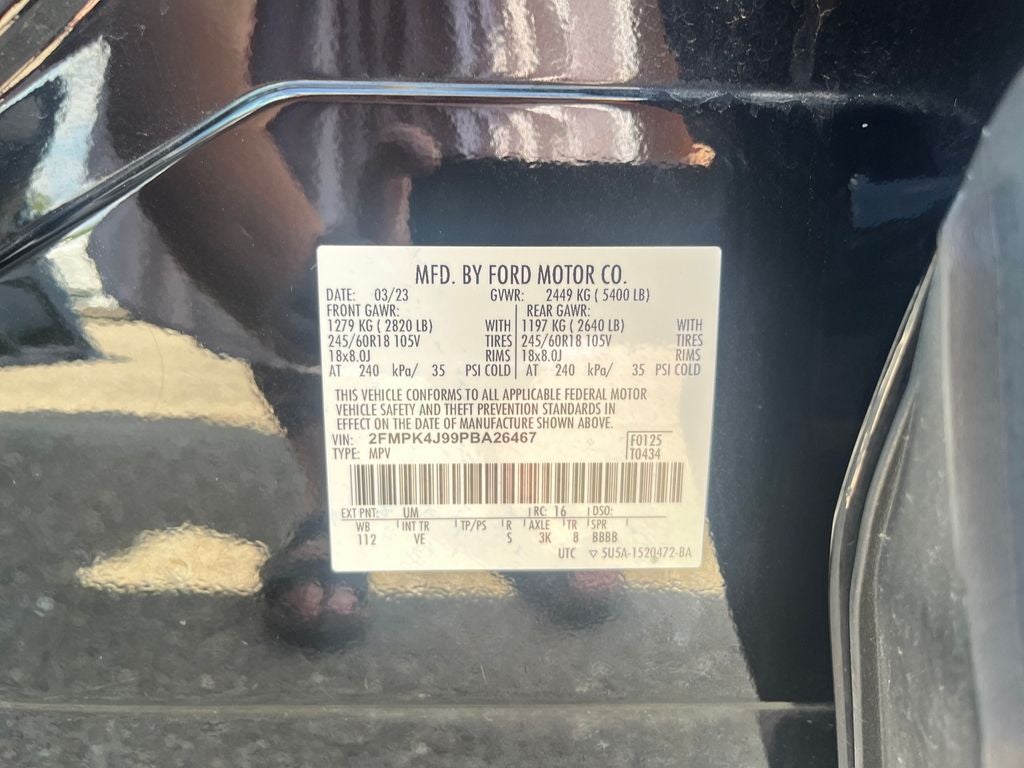 MFD. BY FORD MOTOR CO.
DATE: 03/23 GVWR: 2449 KG ( 5400 LB)
FRONT GAWR: REAR GAWR:
1279 KG ( 2820 LB) WITH 1197 KG ( 2640 LB) WITH
245/60R18 105V TIRES 245/60R18 105V TIRES
18x8.0J RIMS 18x8.0J RIMS
AT 240 kPa/ 35 PSI COLD AT 240 kPa/ 35 PSI COLD
THIS VEHICLE CONFORMS TO ALL APPLICABLE FEDERAL MOTOR
VEHICLE SAFETY AND THEFT PREVENTION STANDARDS IN
EFFECT ON THE DATE OF MANUFACTURE SHOWN ABOVE.
VIN: 2FMPK4J99PBA26467 F0125
TYPE: MPV T0434
EXT PNT: UM RC: 16 DSO:
WB INT TR TP/PS R AXLE TR SPR
112 VE S 3K 8 BBBB
UTC ▽ 5U5A-1520472-BA